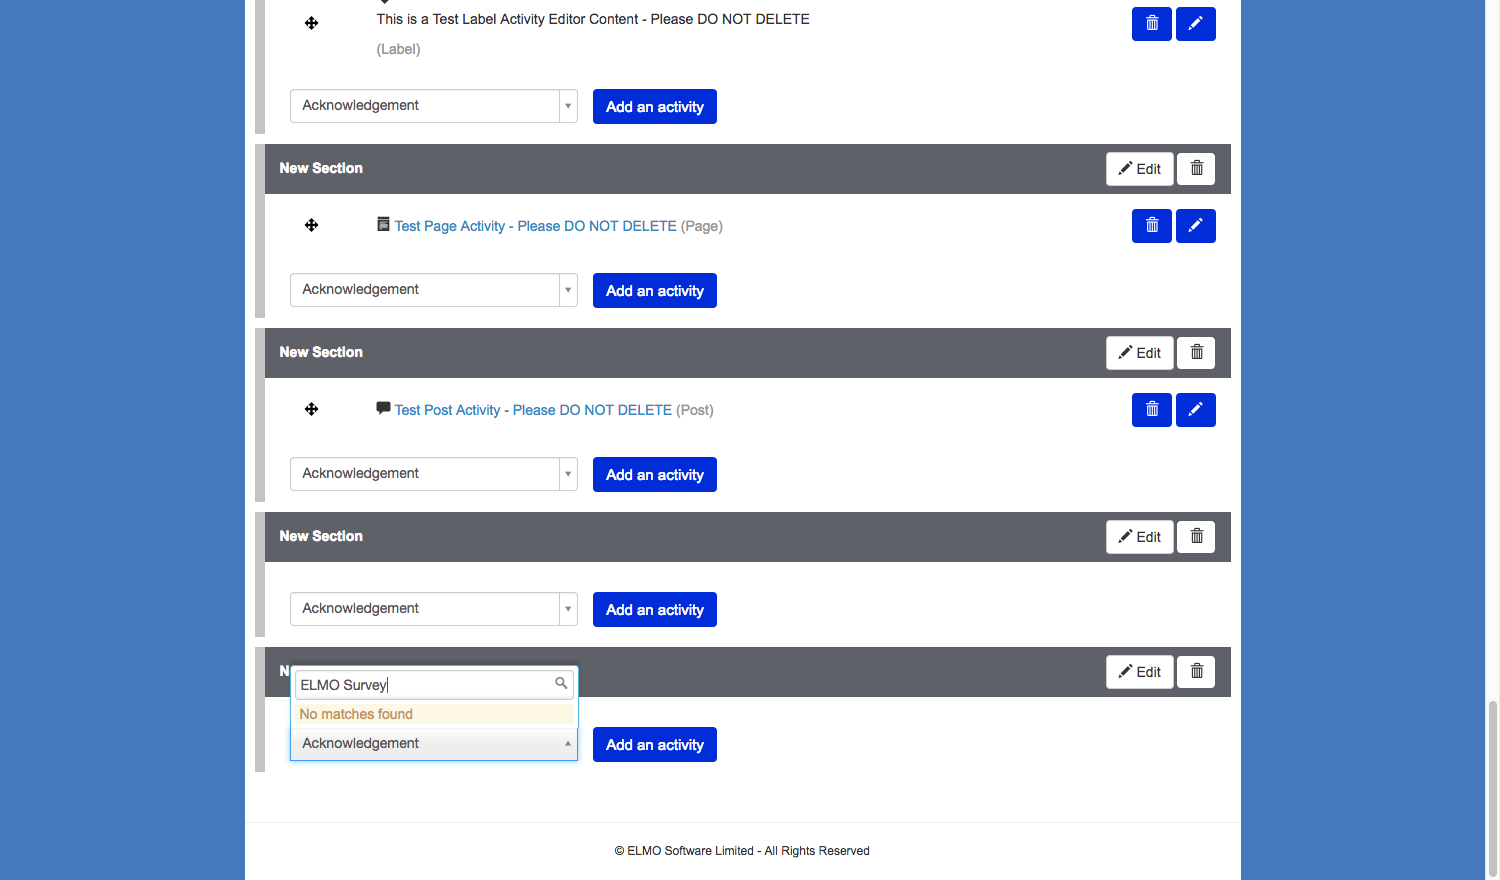 This is a Test Label Activity Editor Content - Please DO NOT DELETE
(Label)
Acknowledgement
Add an activity
New Section
Edit
Test Page Activity - Please DO NOT DELETE (Page)
Acknowledgement
Add an activity
New Section
Edit
Test Post Activity - Please DO NOT DELETE (Post)
Acknowledgement
Add an activity
New Section
Edit
Acknowledgement
Add an activity
Edit
ELMO Survey
No matches found
Acknowledgement
Add an activity
© ELMO Software Limited - All Rights Reserved